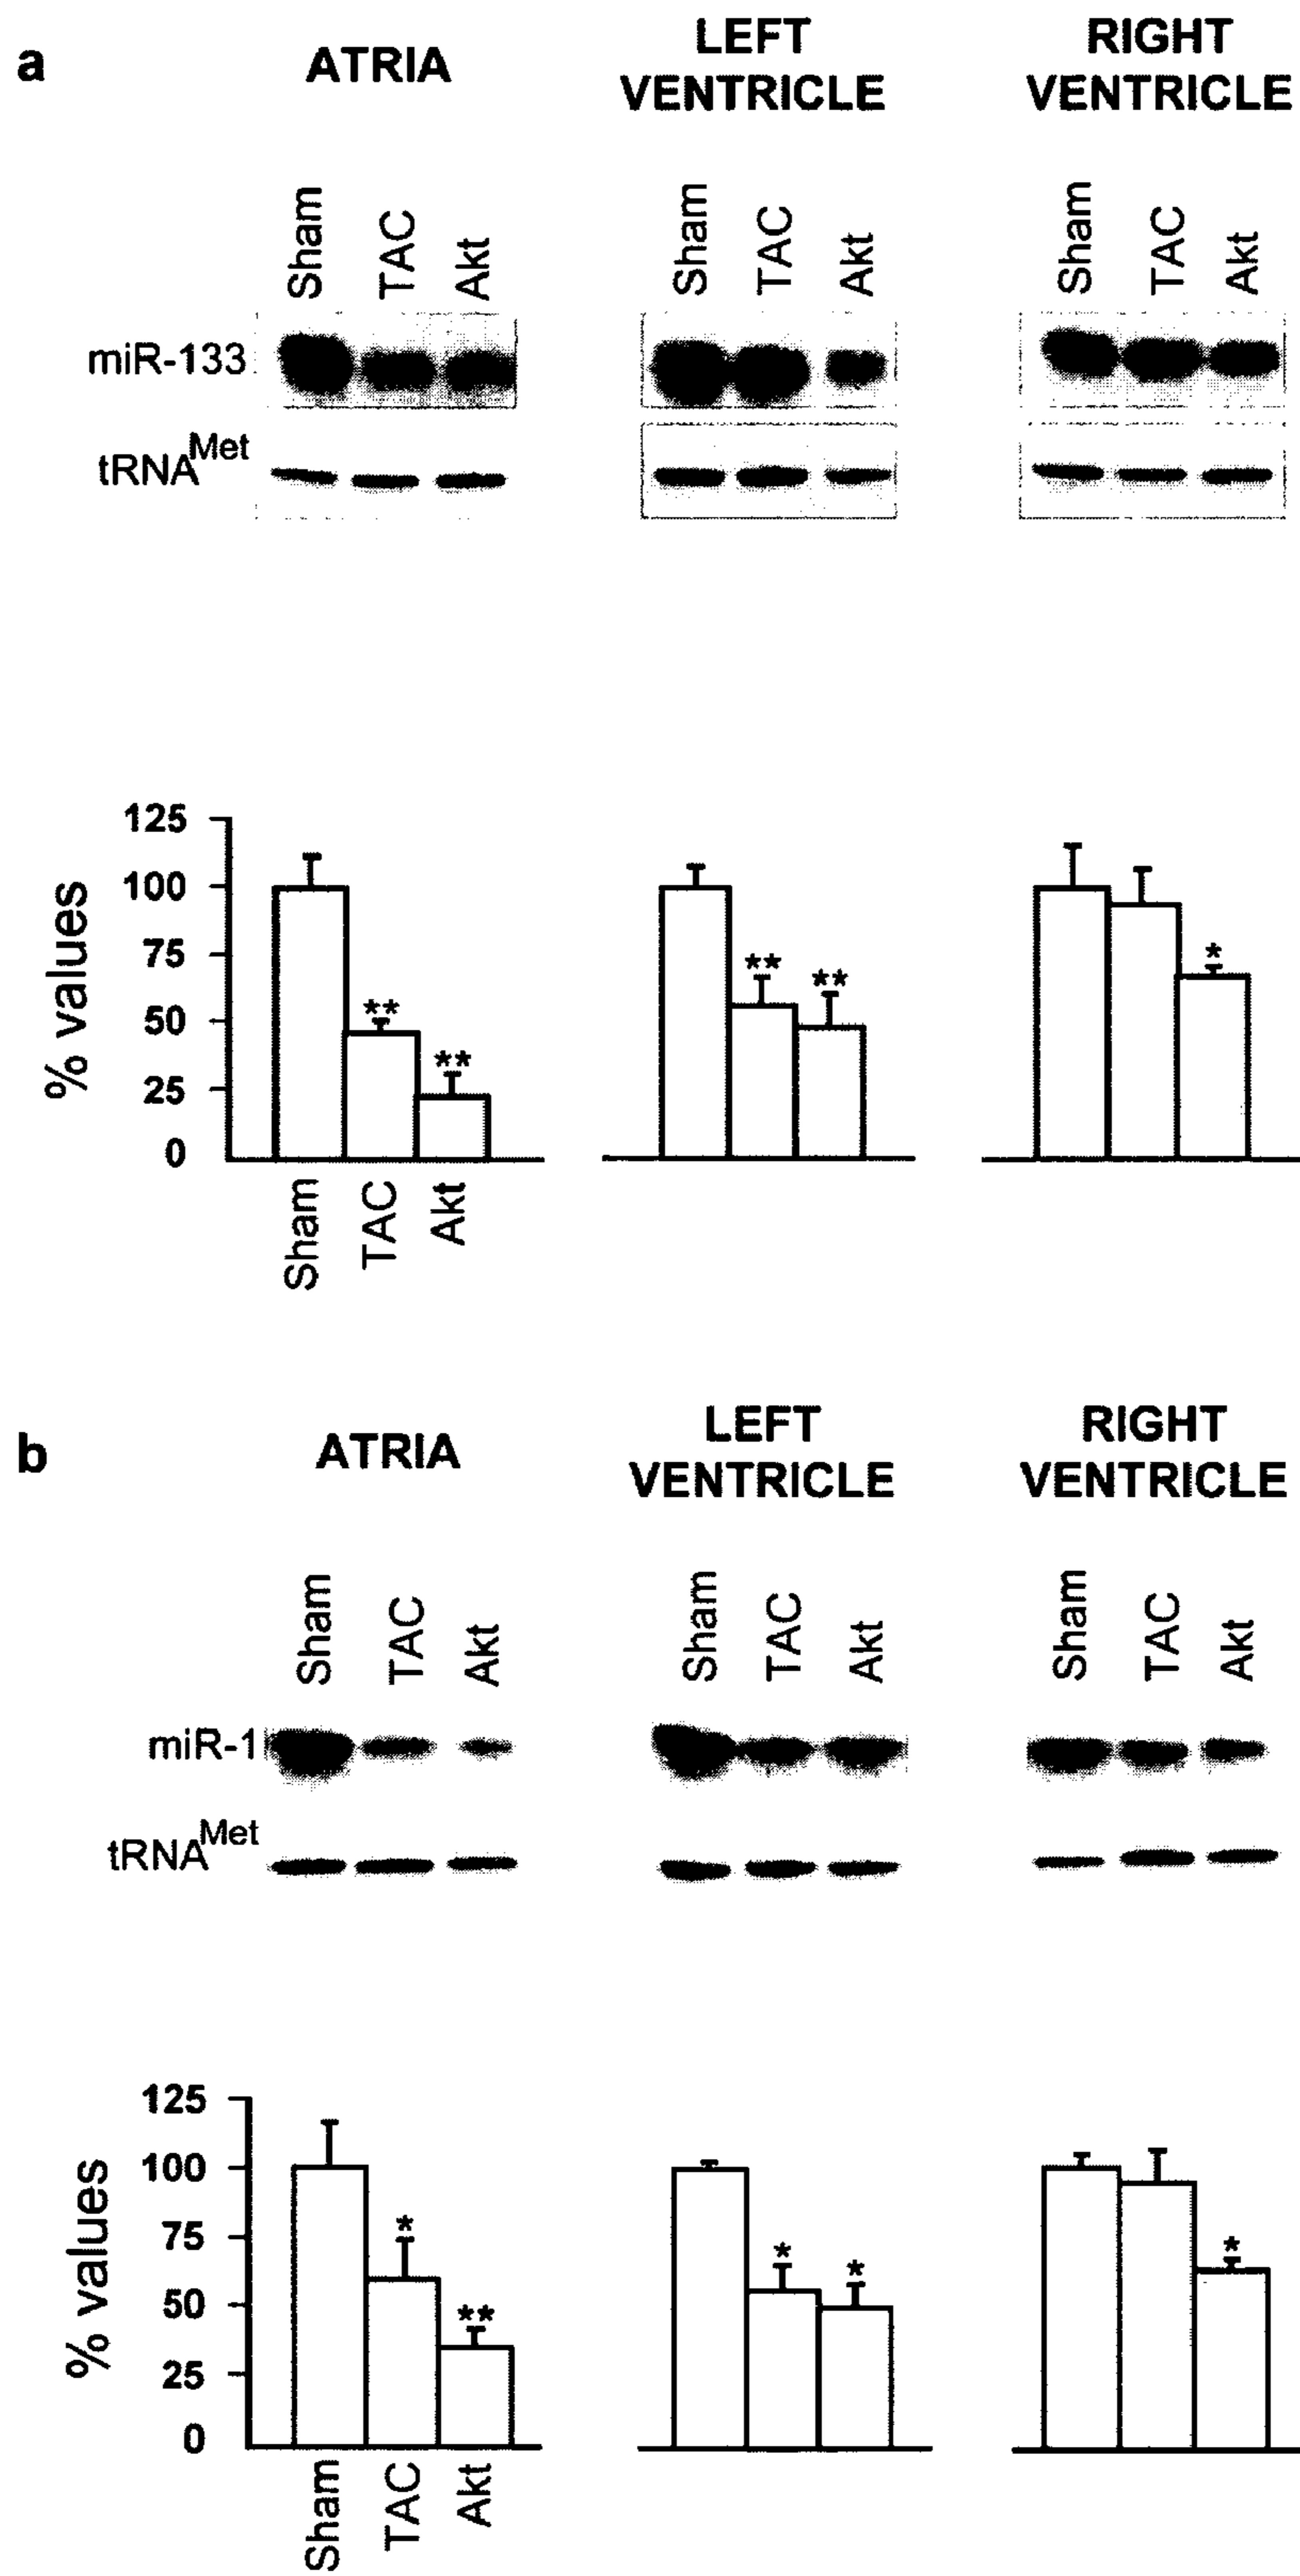 a
ATRIA
LEFT
VENTRICLE
RIGHT
VENTRICLE
Sham TAC Akt
Sham TAC Akt
Sham TAC Akt
miR-133
tRNAMet
% values
125
100
75
50
25
0
** **
** **
*
Sham TAC Akt
b
ATRIA
LEFT
VENTRICLE
RIGHT
VENTRICLE
Sham TAC Akt
Sham TAC Akt
Sham TAC Akt
miR-1
tRNAMet
% values
125
100
75
50
25
0
* **
* *
*
Sham TAC Akt